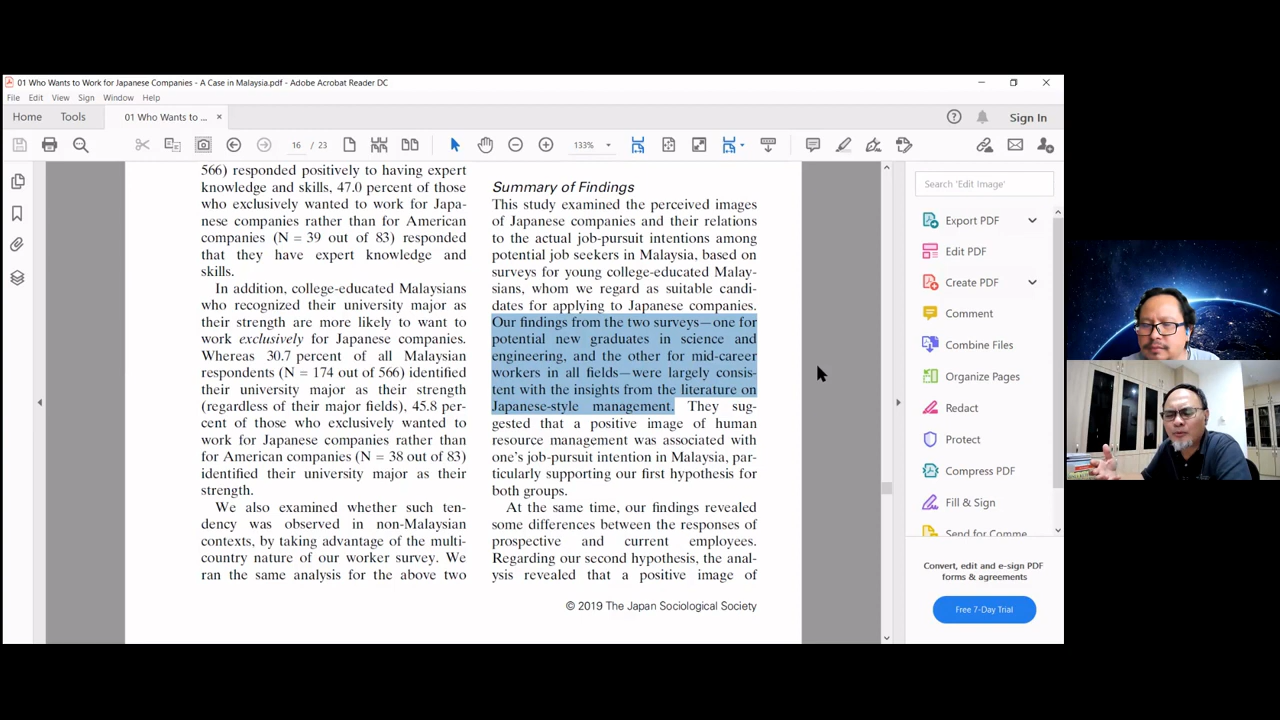 01 Who Wants to Work for Japanese Companies - A Case in Malaysia.pdf - Adobe Acrobat Reader DC
File Edit View Sign Window Help
Home Tools 01 Who Wants to ... × Sign In
16 / 23 133%
566) responded positively to having expert
knowledge and skills, 47.0 percent of those
who exclusively wanted to work for Japa-
nese companies rather than for American
companies (N = 39 out of 83) responded
that they have expert knowledge and
skills.
In addition, college-educated Malaysians
who recognized their university major as
their strength are more likely to want to
work exclusively for Japanese companies.
Whereas 30.7 percent of all Malaysian
respondents (N = 174 out of 566) identified
their university major as their strength
(regardless of their major fields), 45.8 per-
cent of those who exclusively wanted to
work for Japanese companies rather than
for American companies (N = 38 out of 83)
identified their university major as their
strength.
We also examined whether such ten-
dency was observed in non-Malaysian
contexts, by taking advantage of the multi-
country nature of our worker survey. We
ran the same analysis for the above two
Summary of Findings
This study examined the perceived images
of Japanese companies and their relations
to the actual job-pursuit intentions among
potential job seekers in Malaysia, based on
surveys for young college-educated Malay-
sians, whom we regard as suitable candi-
dates for applying to Japanese companies.
Our findings from the two surveys—one for
potential new graduates in science and
engineering, and the other for mid-career
workers in all fields—were largely consis-
tent with the insights from the literature on
Japanese-style management. They sug-
gested that a positive image of human
resource management was associated with
one's job-pursuit intention in Malaysia, par-
ticularly supporting our first hypothesis for
both groups.
At the same time, our findings revealed
some differences between the responses of
prospective and current employees.
Regarding our second hypothesis, the anal-
ysis revealed that a positive image of
© 2019 The Japan Sociological Society
Search 'Edit Image'
Export PDF
Edit PDF
Create PDF
Comment
Combine Files
Organize Pages
Redact
Protect
Compress PDF
Fill & Sign
Send for Comme
Convert, edit and e-sign PDF
forms & agreements
Free 7-Day Trial